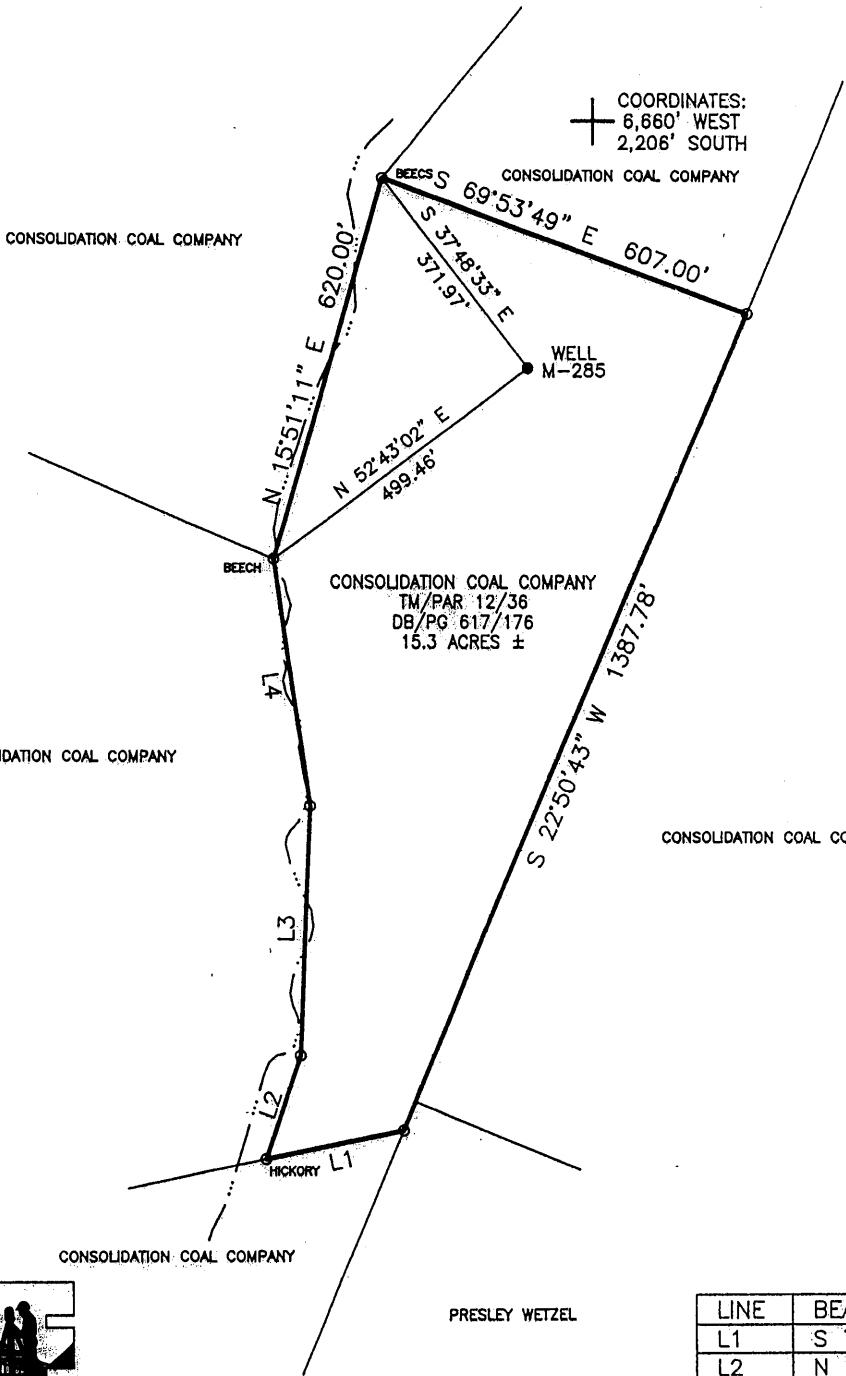 COORDINATES:
6,660' WEST
2,206' SOUTH
BEECS
CONSOLIDATION COAL COMPANY
S 69°53'49" E 607.00'
CONSOLIDATION COAL COMPANY
N 15°51'11" E 620.00'
S 37°48'33" E
371.97'
WELL
M-285
N 52°43'02" E
499.46'
BEECH
CONSOLIDATION COAL COMPANY
TM/PAR 12/36
DB/PG 617/176
15.3 ACRES ±
S 22°50'43" W 1387.78'
L4
IDATION COAL COMPANY
CONSOLIDATION COAL CO
L3
L2
HICKORY
L1
CONSOLIDATION COAL COMPANY
PRESLEY WETZEL
LINE BEA
L1 S
L2 N